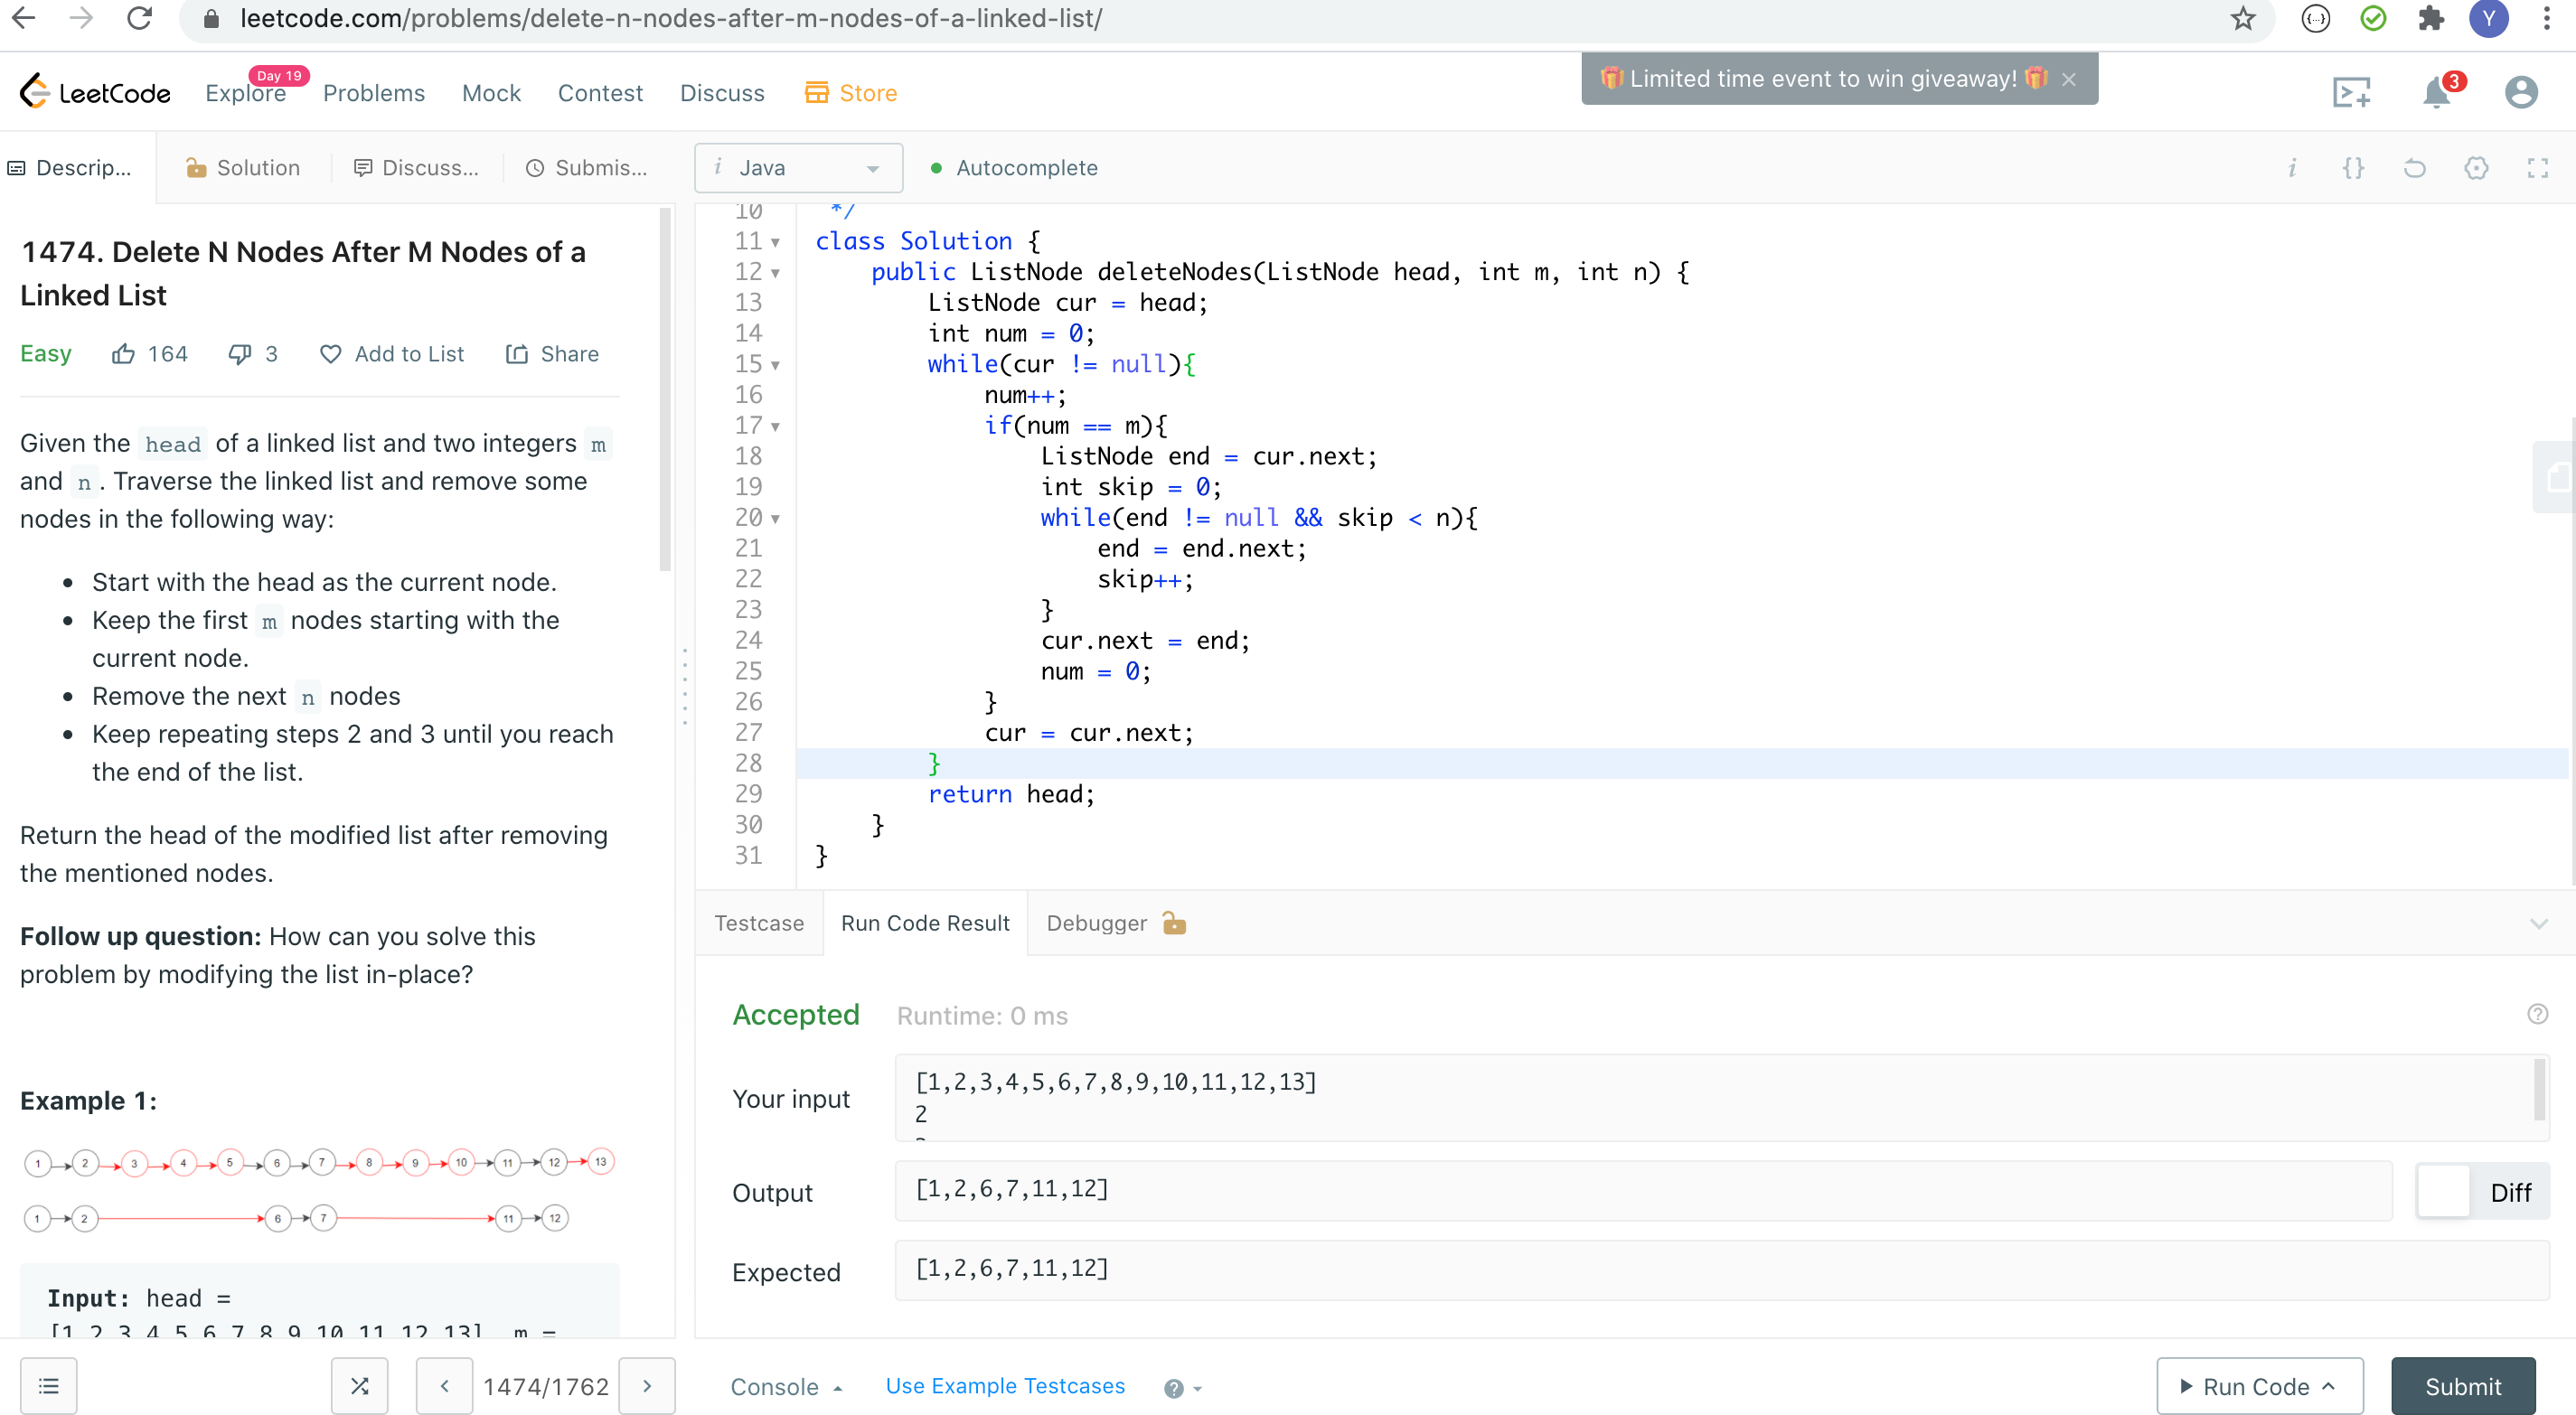 leetcode.com/problems/delete-n-nodes-after-m-nodes-of-a-linked-list/
Y
LeetCode
Explore
Day 19
Problems
Mock
Contest
Discuss
Store
🎁 Limited time event to win giveaway! 🎁 ×
3
Descrip...
Solution
Discuss...
Submis...
i Java
Autocomplete
1474. Delete N Nodes After M Nodes of a
Linked List
Easy 164 3 Add to List Share
Given the head of a linked list and two integers m
and n . Traverse the linked list and remove some
nodes in the following way:
• Start with the head as the current node.
• Keep the first m nodes starting with the
current node.
• Remove the next n nodes
• Keep repeating steps 2 and 3 until you reach
the end of the list.
Return the head of the modified list after removing
the mentioned nodes.
Follow up question: How can you solve this
problem by modifying the list in-place?
Example 1:
1 2 3 4 5 6 7 8 9 10 11 12 13
1 2 6 7 11 12
Input: head =
[1,2,3,4,5,6,7,8,9,10,11,12,13], m =
1474/1762
10 */
11 class Solution {
12 public ListNode deleteNodes(ListNode head, int m, int n) {
13 ListNode cur = head;
14 int num = 0;
15 while(cur != null){
16 num++;
17 if(num == m){
18 ListNode end = cur.next;
19 int skip = 0;
20 while(end != null && skip < n){
21 end = end.next;
22 skip++;
23 }
24 cur.next = end;
25 num = 0;
26 }
27 cur = cur.next;
28 }
29 return head;
30 }
31 }
Testcase
Run Code Result
Debugger
Accepted Runtime: 0 ms
Your input
[1,2,3,4,5,6,7,8,9,10,11,12,13]
2
Output
[1,2,6,7,11,12]
Diff
Expected
[1,2,6,7,11,12]
Console
Use Example Testcases
Run Code
Submit